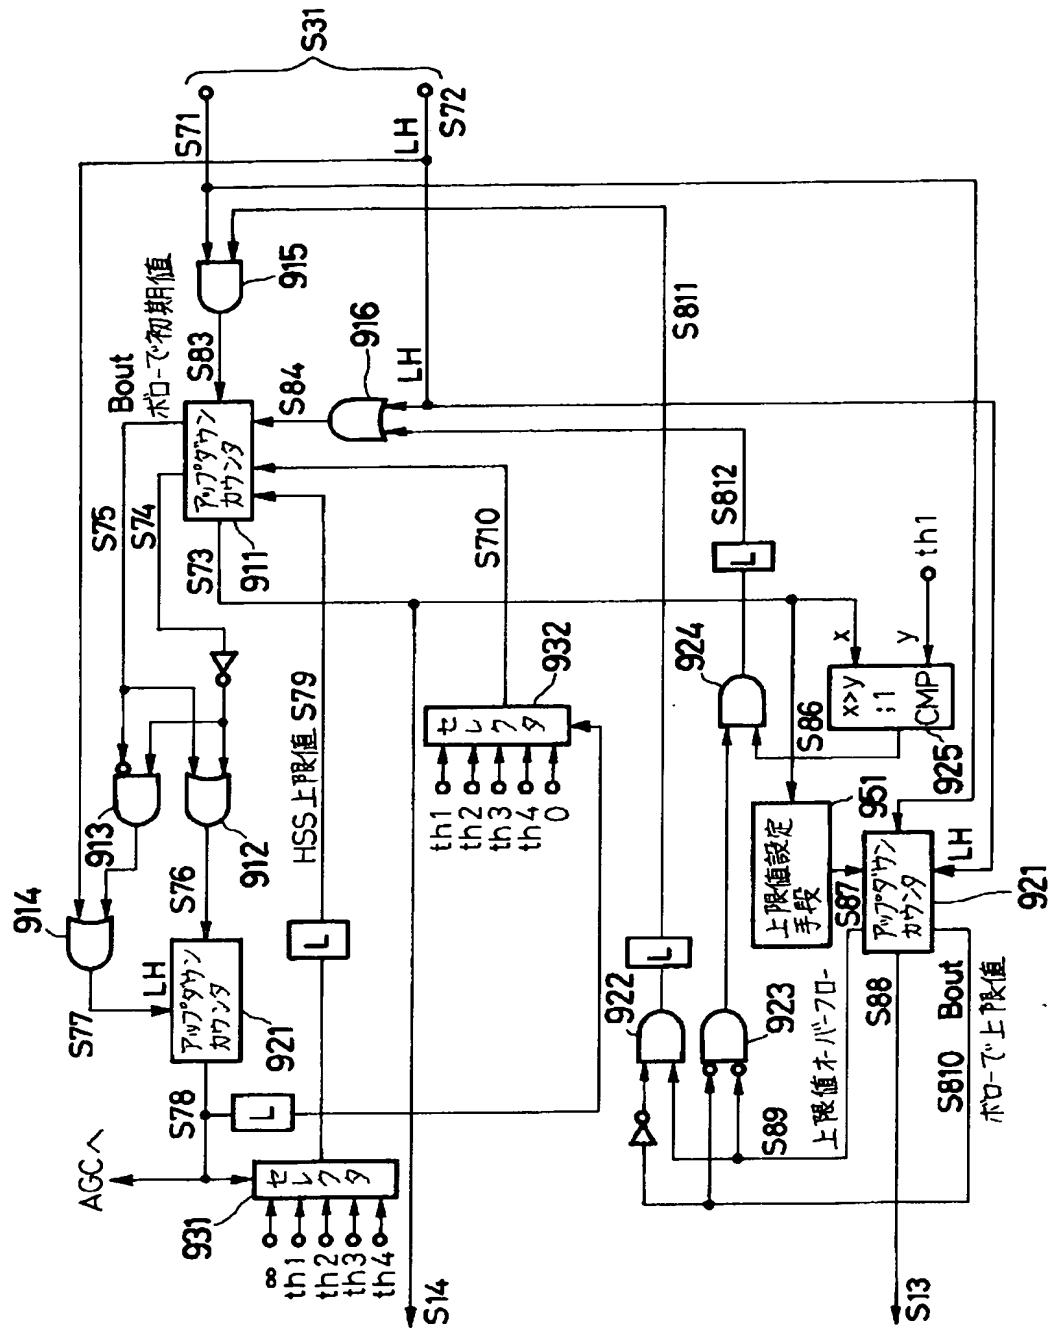 S31
S71
LH
S72
915
Bout
ボローで初期値
S83
S84
916
LH
S811
S75
S74
アップダウン
カウンタ
911
S73
S710
S812
L
th1
913
912
S76
914
S77
LH
アップダウン
カウンタ
921
S78
L
AGCへ
HSS上限値 S79
L
セレクタ
932
th1
th2
th3
th4
0
924
x
y
x>y
;1
CMP
925
S86
951
上限値設定
手段
S87
アップダウン
カウンタ
LH
921
L
922
923
上限値オーバーフロー
S89
S88
S810 Bout
ボローで上限値
931
セレクタ
∞
th1
th2
th3
th4
S14
S13